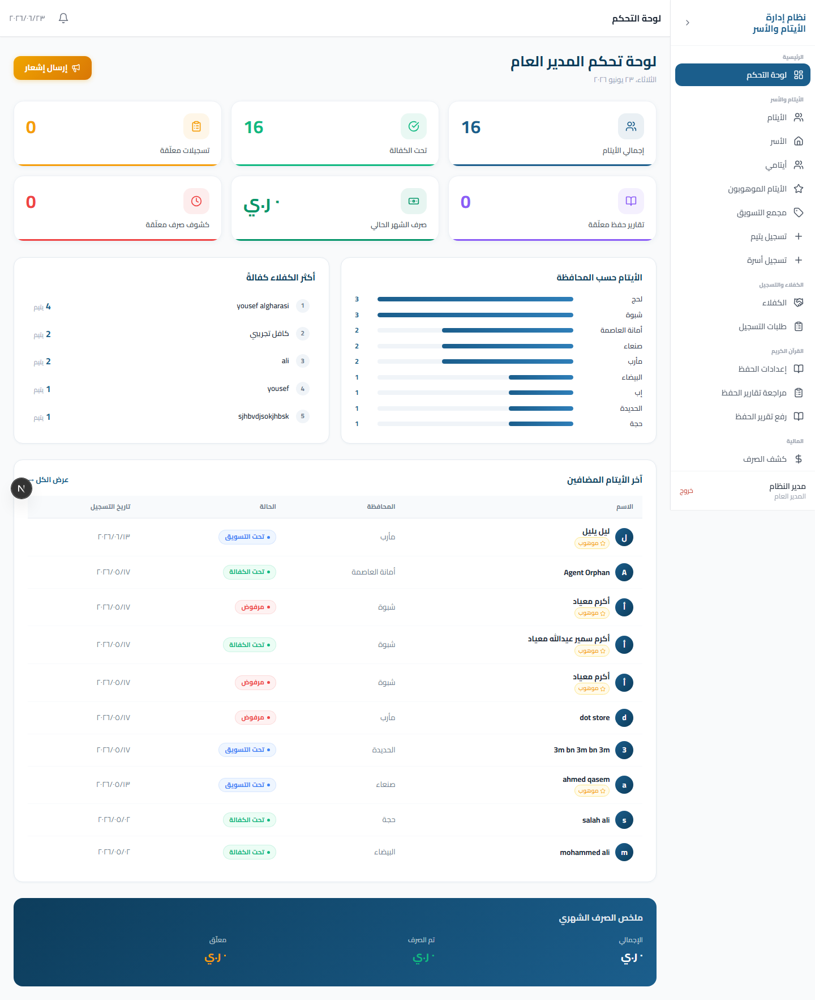 نظام إدارة
الأيتام والأسر
الرئيسية
لوحة التحكم
الأيتام والأسر
الأيتام
الأسر
أيتامي
الأيتام الموهوبون
مجمع التسويق
تسجيل يتيم
تسجيل أسرة
الكفلاء والتسجيل
الكفلاء
طلبات التسجيل
القرآن الكريم
إعدادات الحفظ
مراجعة تقارير الحفظ
رفع تقرير الحفظ
المالية
كشف الصرف
مدير النظام
المدير العام
خروج
لوحة التحكم
٢٠٢٦/٠٦/٢٣
لوحة تحكم المدير العام
الثلاثاء، ٢٣ يونيو ٢٠٢٦
إرسال إشعار
16
إجمالي الأيتام
16
تحت الكفالة
0
تسجيلات معلّقة
0
تقارير حفظ معلّقة
٠ ر.ي
صرف الشهر الحالي
0
كشوف صرف معلّقة
الأيتام حسب المحافظة
لحج 3
شبوة 3
أمانة العاصمة 2
صنعاء 2
مأرب 2
البيضاء 1
إب 1
الحديدة 1
حجة 1
أكثر الكفلاء كفالةً
1 yousef algharasi 4 يتيم
2 كافل تجريبي 2 يتيم
3 ali 2 يتيم
4 yousef 1 يتيم
5 sjhbvdjsokjhbsk 1 يتيم
آخر الأيتام المضافين
عرض الكل ←
N
الاسم المحافظة الحالة تاريخ التسجيل
ل ليل يليل مأرب تحت التسويق ٢٠٢٦/٠٦/١٣
موهوب
A Agent Orphan أمانة العاصمة تحت الكفالة ٢٠٢٦/٠٥/١٧
أ أكرم معياد شبوة مرفوض ٢٠٢٦/٠٥/١٧
موهوب
أ أكرم سمير عيدالله معياد شبوة تحت الكفالة ٢٠٢٦/٠٥/١٧
موهوب
أ أكرم معياد شبوة مرفوض ٢٠٢٦/٠٥/١٧
موهوب
d dot store مأرب مرفوض ٢٠٢٦/٠٥/١٧
3 3m bn 3m bn 3m الحديدة تحت التسويق ٢٠٢٦/٠٥/١٧
a ahmed qasem صنعاء تحت التسويق ٢٠٢٦/٠٥/١٣
موهوب
s salah ali حجة تحت الكفالة ٢٠٢٦/٠٥/٠٢
m mohammed ali البيضاء تحت الكفالة ٢٠٢٦/٠٥/٠٢
ملخص الصرف الشهري
الإجمالي
٠ ر.ي
تم الصرف
٠ ر.ي
معلّق
٠ ر.ي